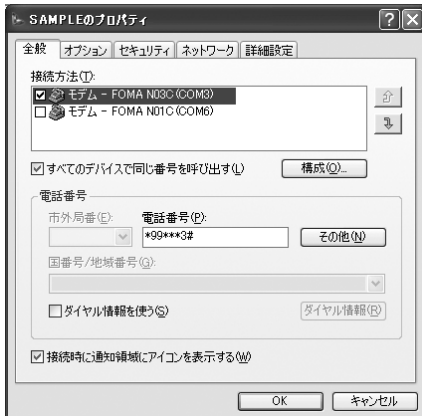 SAMPLEのプロパティ
全般 オプション セキュリティ ネットワーク 詳細設定
接続方法(T):
モデム - FOMA N03C (COM3)
モデム - FOMA N01C (COM6)
すべてのデバイスで同じ番号を呼び出す(L) 構成(O)...
電話番号
市外局番(E): 電話番号(P):
*99***3# その他(N)
国番号/地域番号(G):
ダイヤル情報を使う(S) ダイヤル情報(R)
接続時に通知領域にアイコンを表示する(W)
OK キャンセル